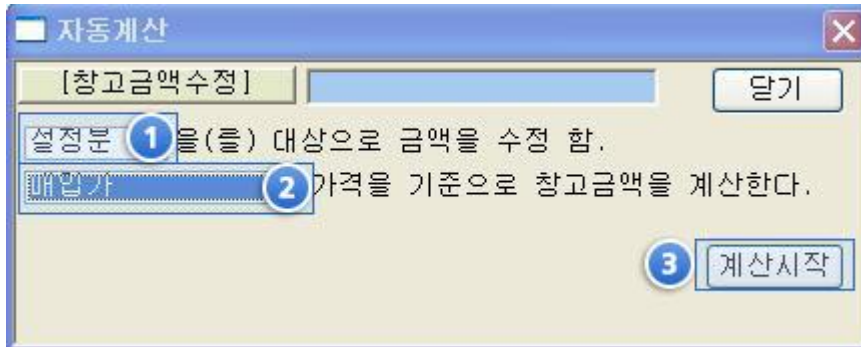 자동계산
[창고금액수정] 닫기
설정분 1 을(를) 대상으로 금액을 수정 함.
매입가 2 가격을 기준으로 창고금액을 계산한다.
3 계산시작